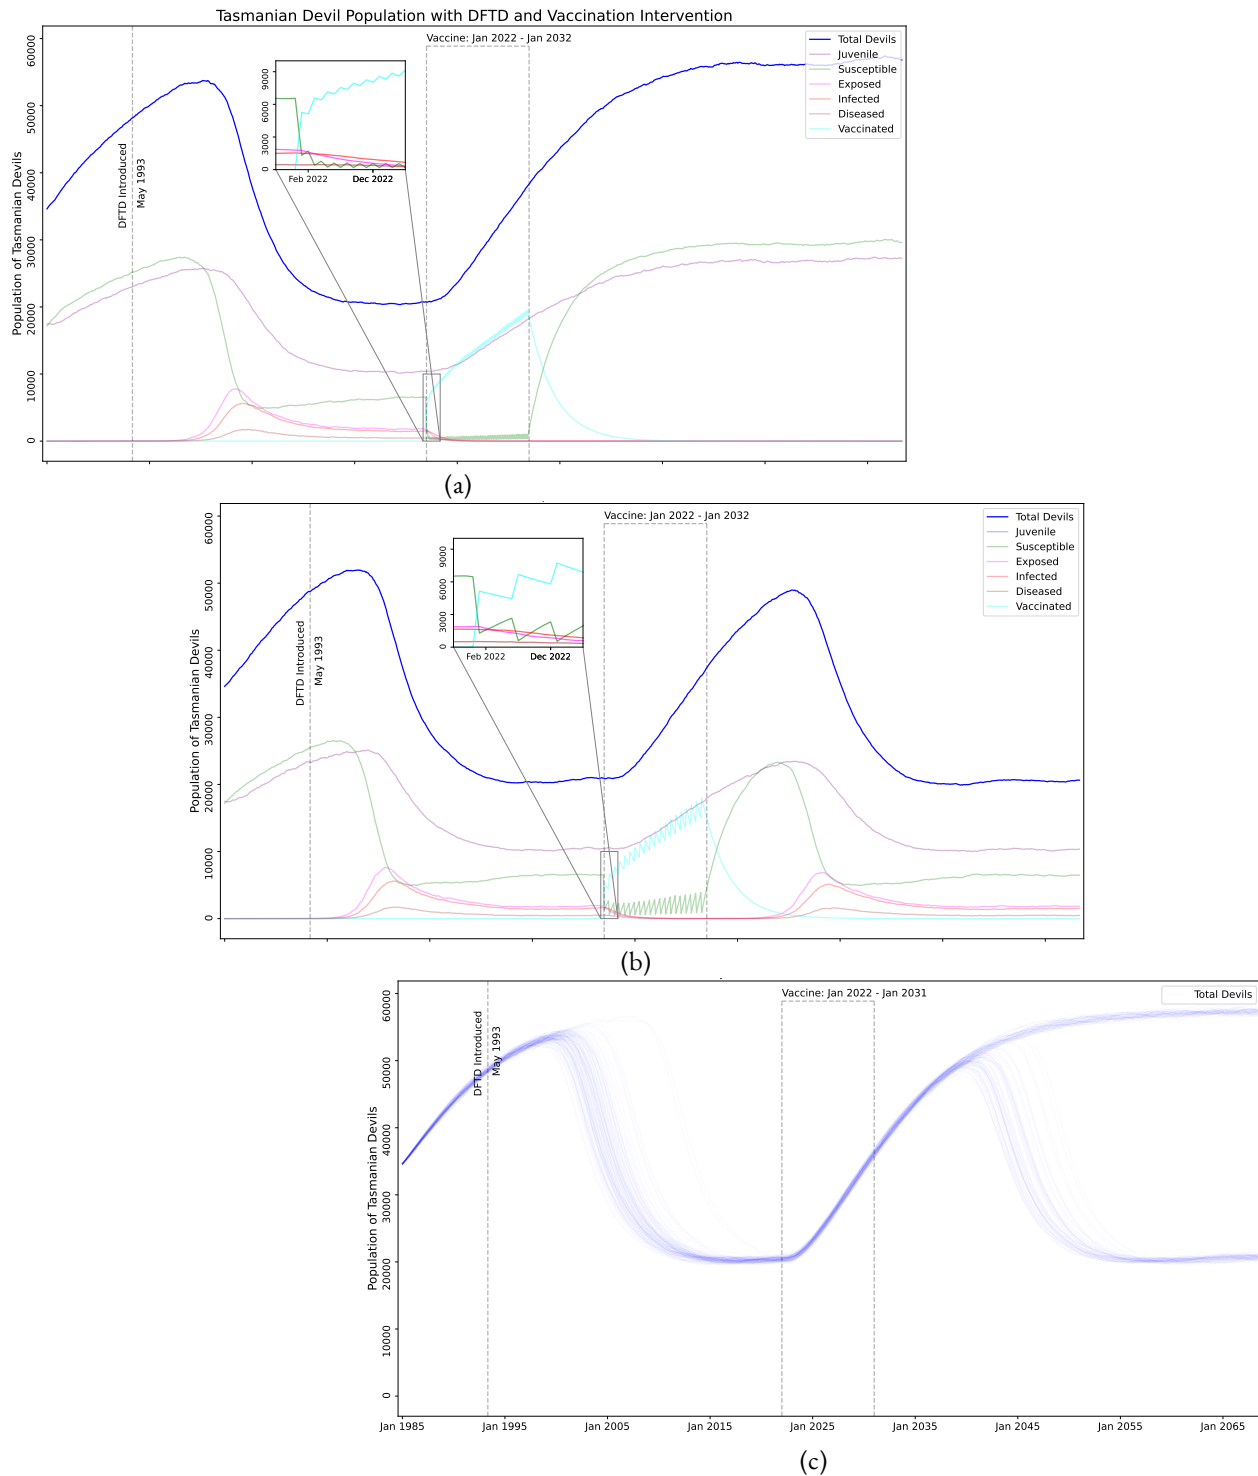 Tasmanian Devil Population with DFTD and Vaccination Intervention
Vaccine: Jan 2022 - Jan 2032
Population of Tasmanian Devils
60000
50000
40000
30000
20000
10000
0
DFTD Introduced
May 1993
9000
6000
3000
0
Feb 2022
Dec 2022
Total Devils
Juvenile
Susceptible
Exposed
Infected
Diseased
Vaccinated
(a)
Vaccine: Jan 2022 - Jan 2032
Population of Tasmanian Devils
60000
50000
40000
30000
20000
10000
0
DFTD Introduced
May 1993
9000
6000
3000
0
Feb 2022
Dec 2022
Total Devils
Juvenile
Susceptible
Exposed
Infected
Diseased
Vaccinated
(b)
Vaccine: Jan 2022 - Jan 2031
Population of Tasmanian Devils
60000
50000
40000
30000
20000
10000
0
DFTD Introduced
May 1993
Total Devils
Jan 1985
Jan 1995
Jan 2005
Jan 2015
Jan 2025
Jan 2035
Jan 2045
Jan 2055
Jan 2065
(c)